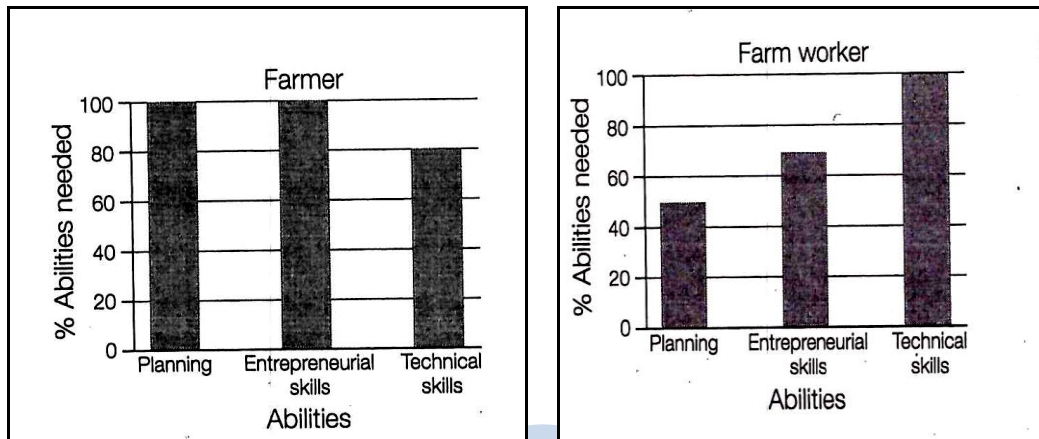 Farmer
% Abilities needed
100
80
60
40
20
0
Planning
Entrepreneurial
skills
Technical
skills
Abilities
Farm worker
% Abilities needed
100
80
60
40
20
0
Planning
Entrepreneurial
skills
Technical
skills
Abilities